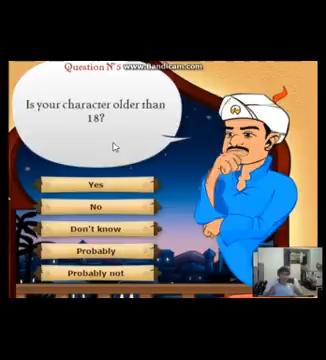 Question N°5 www.Bandicam.com
Is your character older than
18?
Yes
No
Don't know
Probably
Probably not